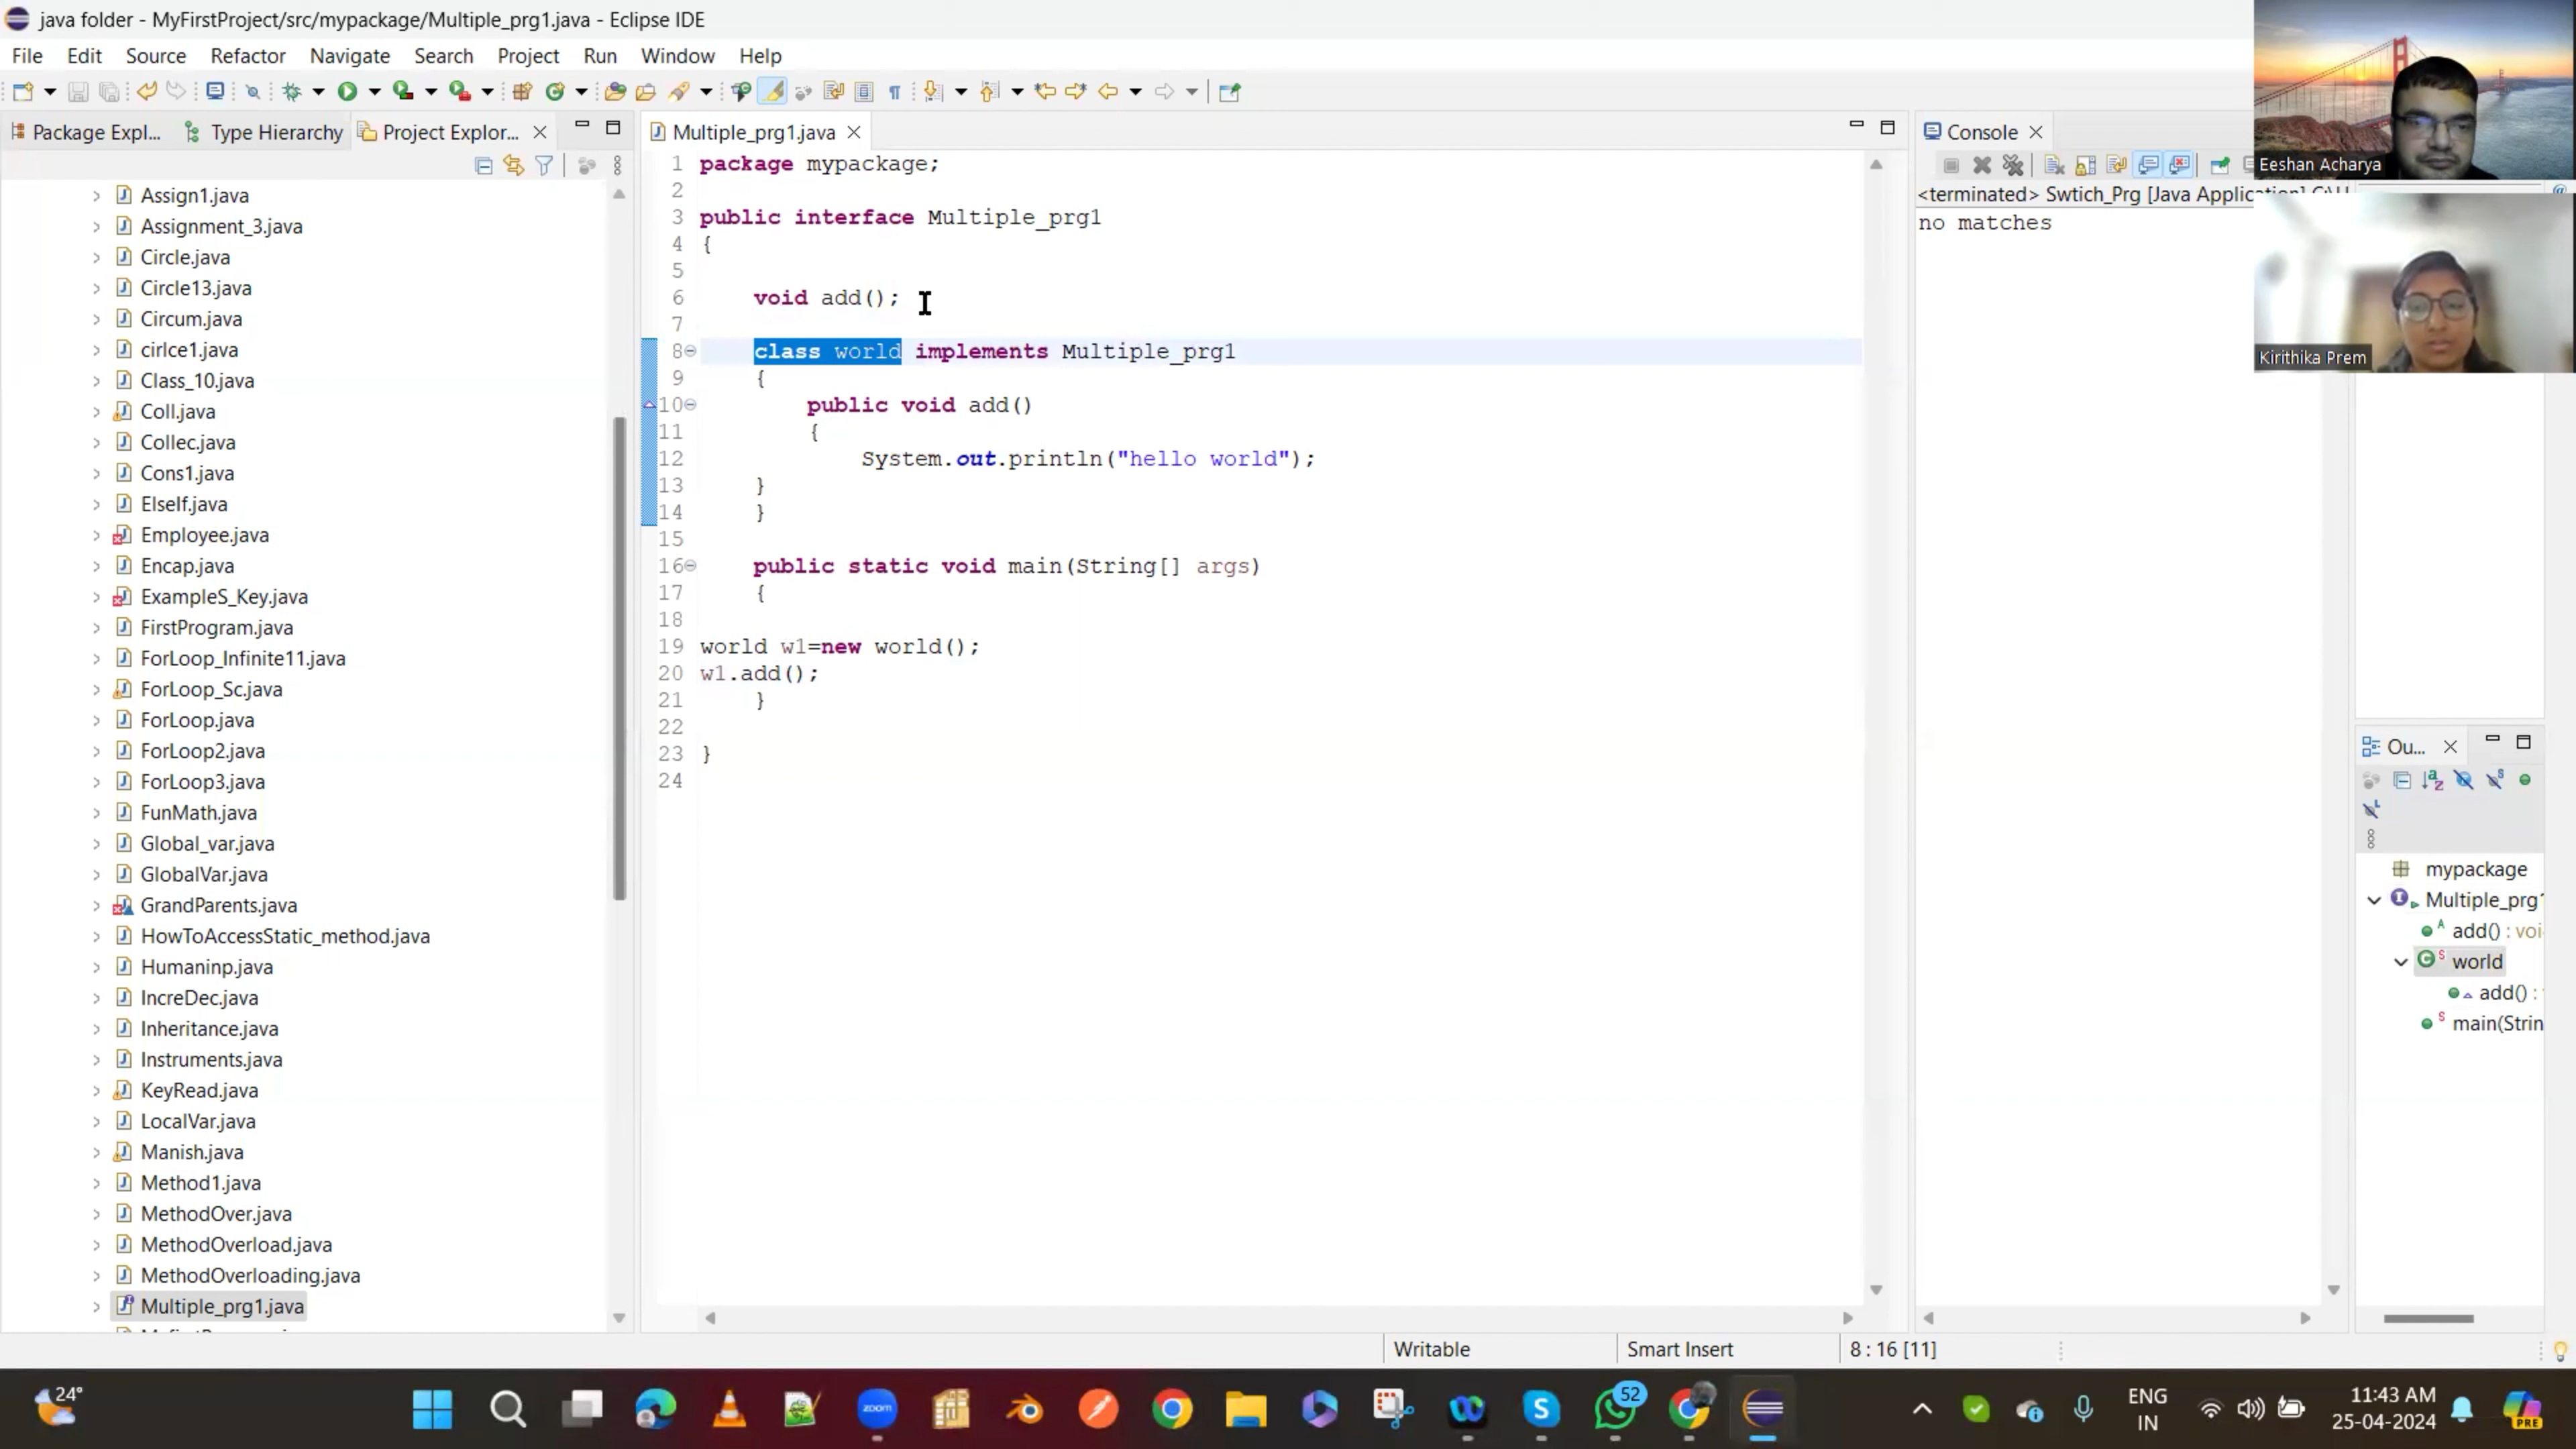 java folder - MyFirstProject/src/mypackage/Multiple_prg1.java - Eclipse IDE
File Edit Source Refactor Navigate Search Project Run Window Help
Package Expl... Type Hierarchy Project Explor...
Assign1.java
Assignment_3.java
Circle.java
Circle13.java
Circum.java
cirlce1.java
Class_10.java
Coll.java
Collec.java
Cons1.java
ElseIf.java
Employee.java
Encap.java
ExampleS_Key.java
FirstProgram.java
ForLoop_Infinite11.java
ForLoop_Sc.java
ForLoop.java
ForLoop2.java
ForLoop3.java
FunMath.java
Global_var.java
GlobalVar.java
GrandParents.java
HowToAccessStatic_method.java
Humaninp.java
IncreDec.java
Inheritance.java
Instruments.java
KeyRead.java
LocalVar.java
Manish.java
Method1.java
MethodOver.java
MethodOverload.java
MethodOverloading.java
Multiple_prg1.java
Multiple_prg1.java
1 package mypackage;
2
3 public interface Multiple_prg1
4 {
5
6 void add();
7
8 class world implements Multiple_prg1
9 {
10 public void add()
11 {
12 System.out.println("hello world");
13 }
14 }
15
16 public static void main(String[] args)
17 {
18
19 world w1=new world();
20 w1.add();
21 }
22
23 }
24
Console
<terminated> Swtich_Prg [Java Applic
no matches
Eeshan Acharya
Kirithika Prem
Ou...
mypackage
Multiple_prg1
add() : voi
world
add() :
main(Strin
Writable Smart Insert 8 : 16 [11]
24°
zoom
52
ENG
IN
11:43 AM
25-04-2024
PRE